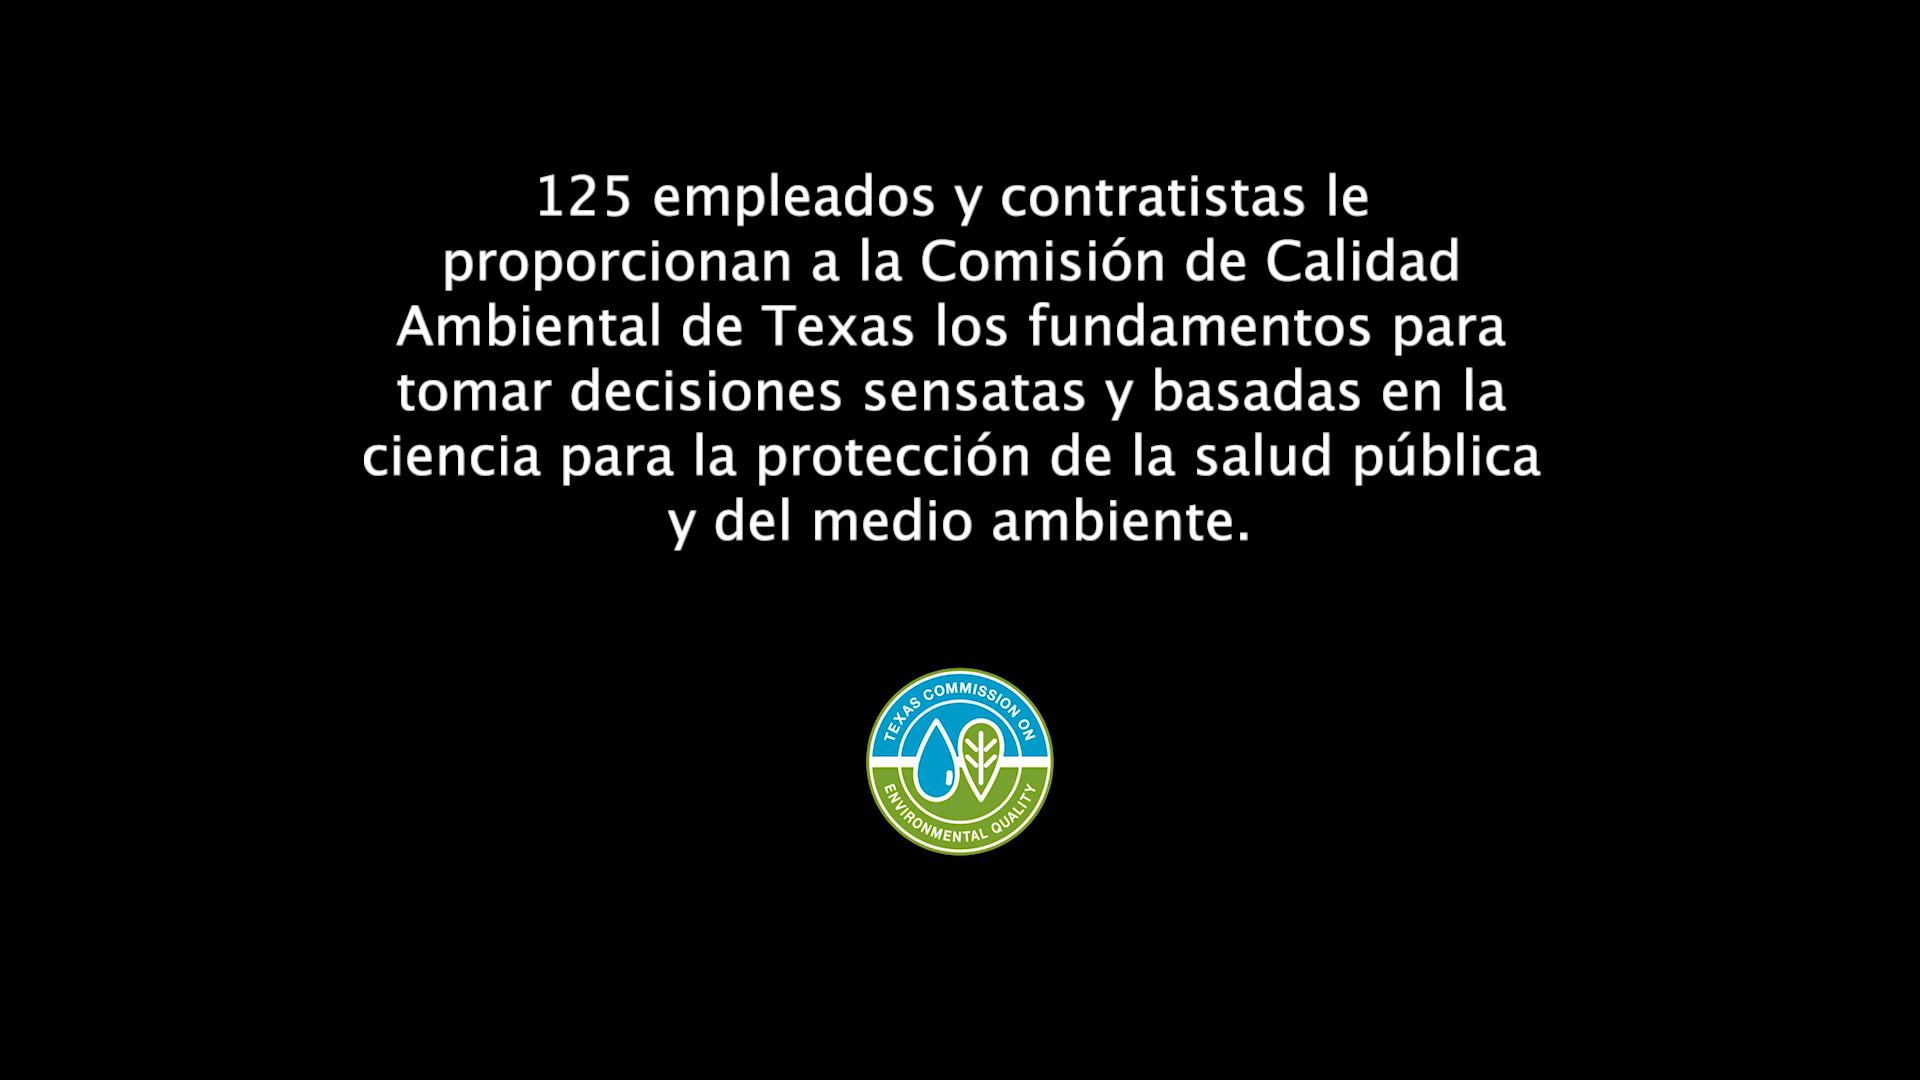 125 empleados y contratistas le
proporcionan a la Comisión de Calidad
Ambiental de Texas los fundamentos para
tomar decisiones sensatas y basadas en la
ciencia para la protección de la salud pública
y del medio ambiente.
TEXAS COMMISSION ON
ENVIRONMENTAL QUALITY